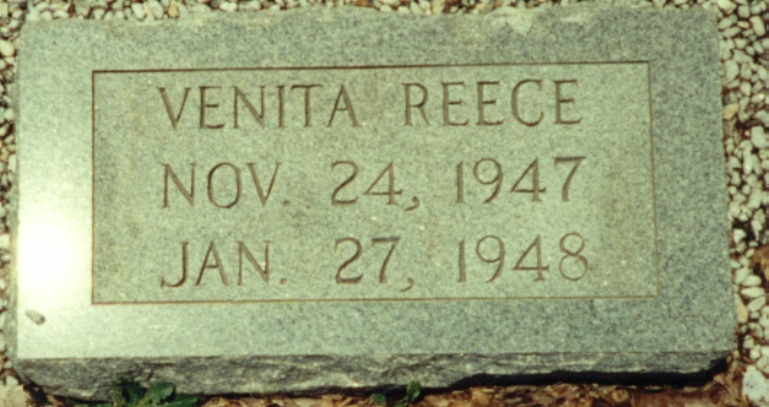 VENITA REECE
NOV. 24, 1947
JAN. 27, 1948